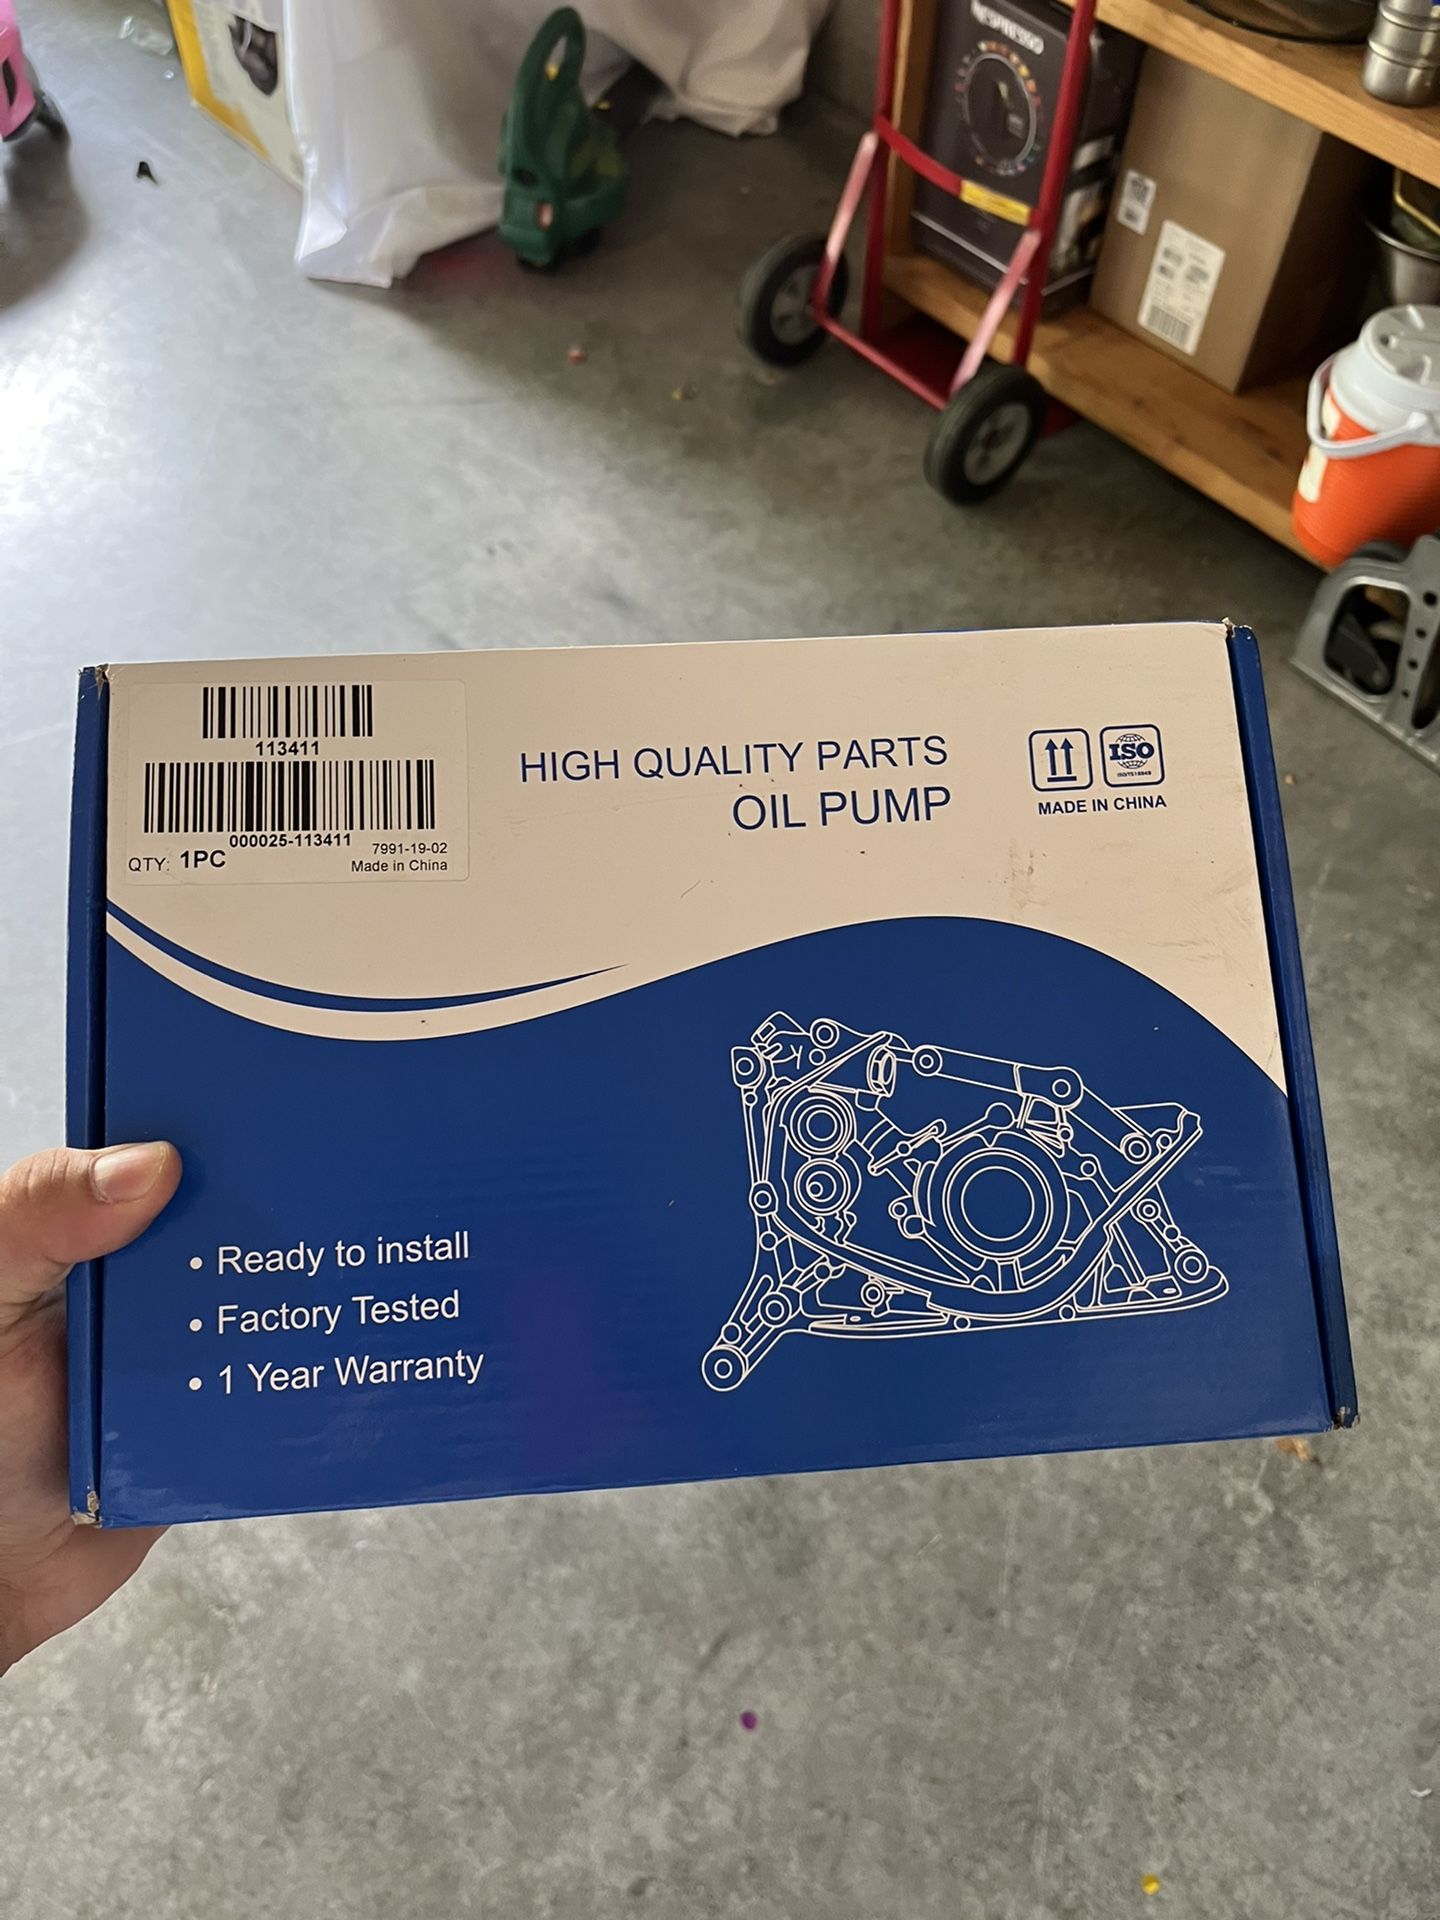 NESPRESSO
113411
000025-113411
QTY: 1PC
7991-19-02
Made in China
HIGH QUALITY PARTS
OIL PUMP
ISO
MADE IN CHINA
• Ready to install
• Factory Tested
• 1 Year Warranty